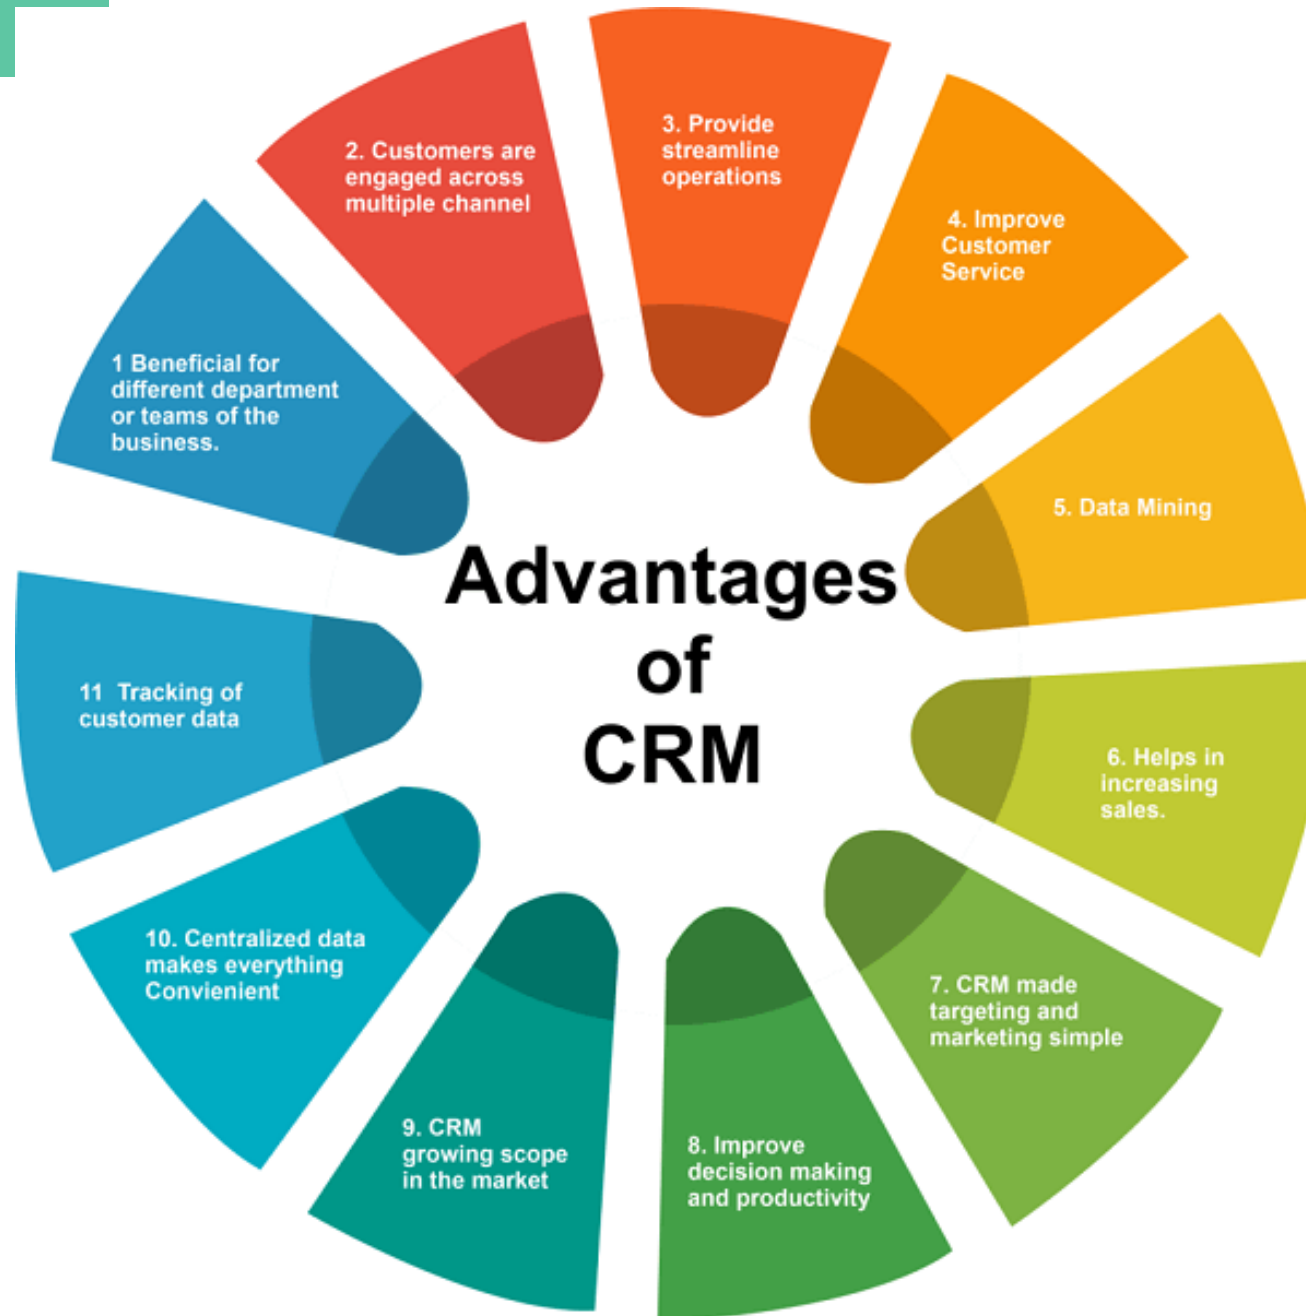 Advantages
of
CRM
1 Beneficial for
different department
or teams of the
business.
2. Customers are
engaged across
multiple channel
3. Provide
streamline
operations
4. Improve
Customer
Service
5. Data Mining
6. Helps in
increasing
sales.
7. CRM made
targeting and
marketing simple
8. Improve
decision making
and productivity
9. CRM
growing scope
in the market
10. Centralized data
makes everything
Convienient
11 Tracking of
customer data